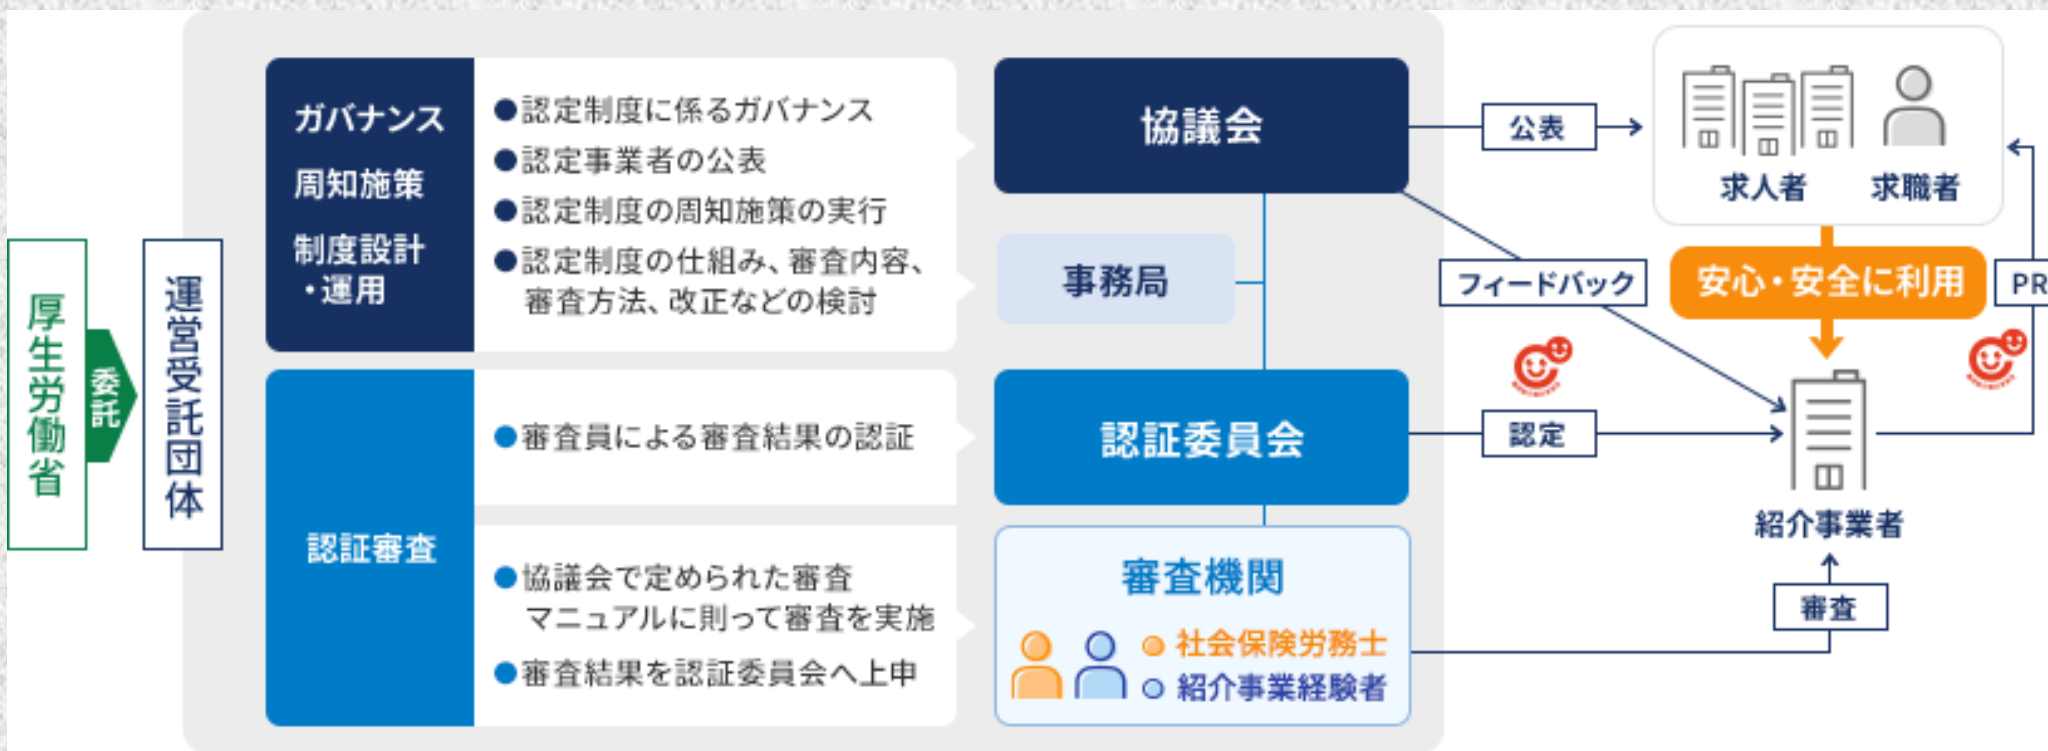 厚生労働省
委託
運営受託団体
ガバナンス
周知施策
制度設計
・運用
●認定制度に係るガバナンス
●認定事業者の公表
●認定制度の周知施策の実行
●認定制度の仕組み、審査内容、
審査方法、改正などの検討
認証審査
●審査員による審査結果の認証
●協議会で定められた審査
マニュアルに則って審査を実施
●審査結果を認証委員会へ上申
協議会
事務局
認証委員会
審査機関
社会保険労務士
紹介事業経験者
公表
フィードバック
認定
審査
求人者
求職者
安心・安全に利用
PR
紹介事業者